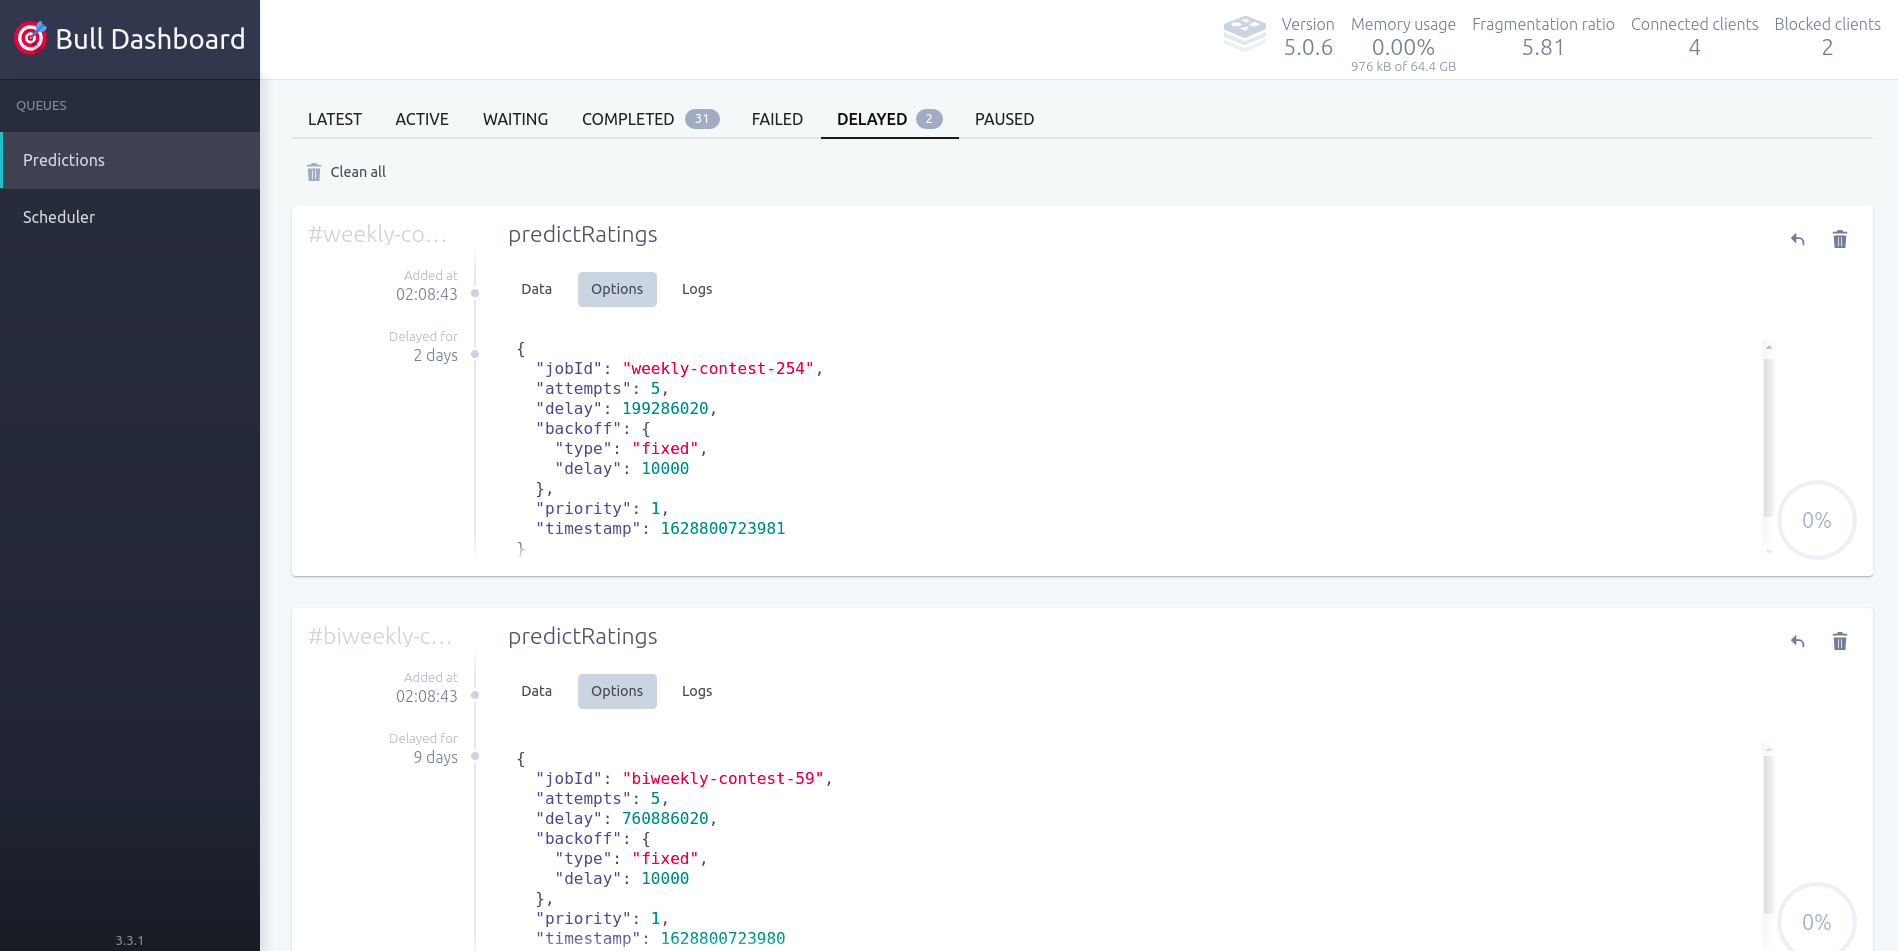 Bull Dashboard
Version
5.0.6
Memory usage
0.00%
976 kB of 64.4 GB
Fragmentation ratio
5.81
Connected clients
4
Blocked clients
2
QUEUES
Predictions
Scheduler
3.3.1
LATEST ACTIVE WAITING COMPLETED 31 FAILED DELAYED 2 PAUSED
Clean all
#weekly-co...
predictRatings
Added at
02:08:43
Delayed for
2 days
Data Options Logs
{
"jobId": "weekly-contest-254",
"attempts": 5,
"delay": 199286020,
"backoff": {
"type": "fixed",
"delay": 10000
},
"priority": 1,
"timestamp": 1628800723981
}
0%
#biweekly-c...
predictRatings
Added at
02:08:43
Delayed for
9 days
Data Options Logs
{
"jobId": "biweekly-contest-59",
"attempts": 5,
"delay": 760886020,
"backoff": {
"type": "fixed",
"delay": 10000
},
"priority": 1,
"timestamp": 1628800723980
0%